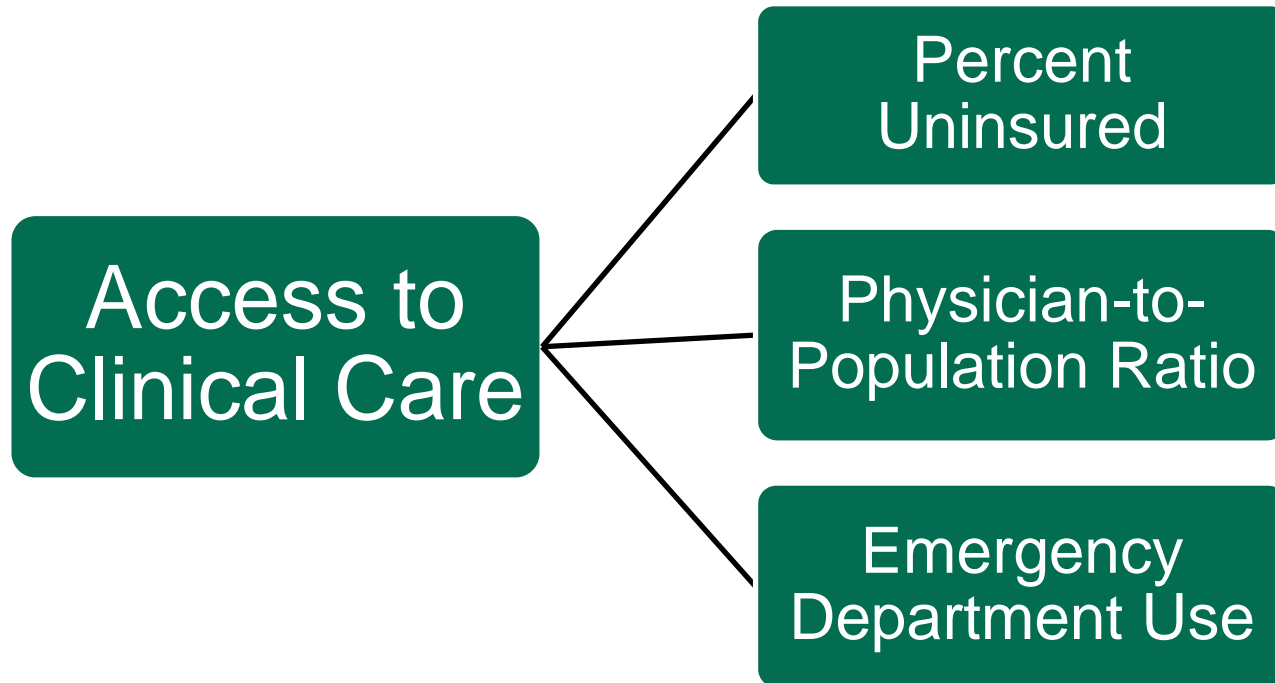 Access to
Clinical Care
Percent
Uninsured
Physician-to-
Population Ratio
Emergency
Department Use